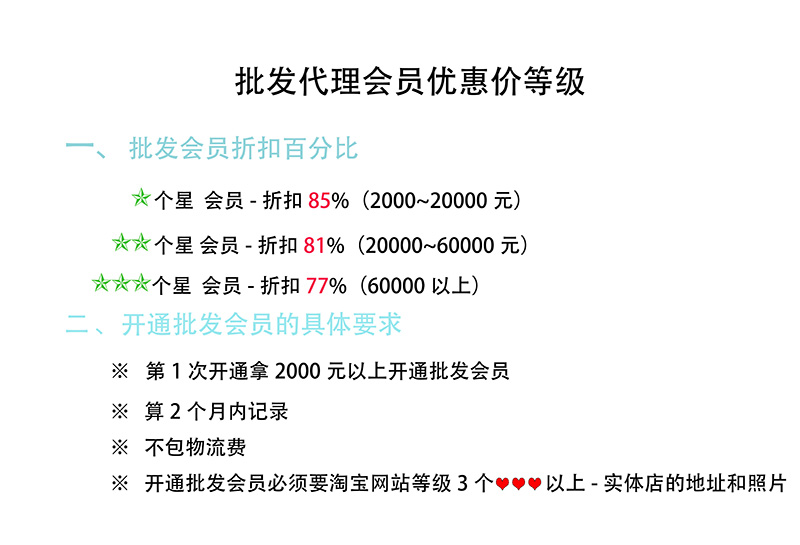 批发代理会员优惠价等级
一、 批发会员折扣百分比
个星 会员 - 折扣 85%（2000~20000 元）
个星 会员 - 折扣 81%（20000~60000 元）
个星 会员 - 折扣 77%（60000 以上）
二 、开通批发会员的具体要求
※ 第 1 次开通拿 2000 元以上开通批发会员
※ 算 2 个月内记录
※ 不包物流费
※ 开通批发会员必须要淘宝网站等级 3 个❤❤❤以上 - 实体店的地址和照片